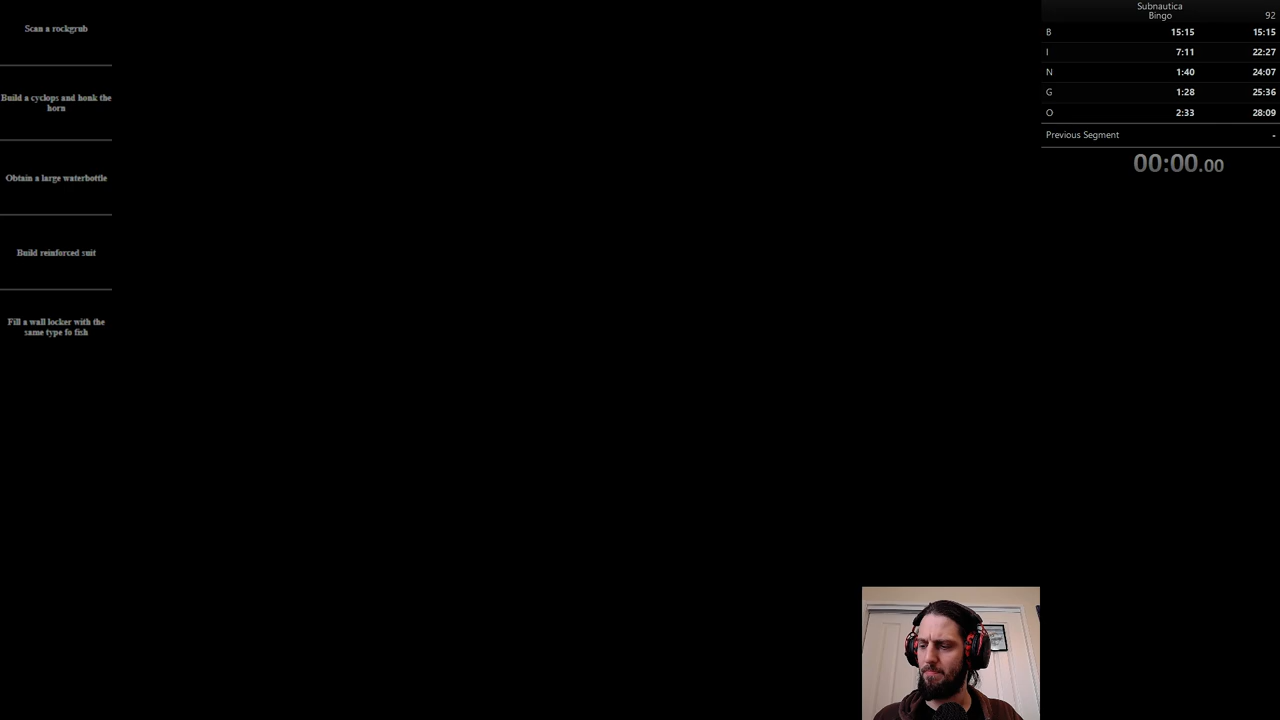 Scan a rockgrub
Build a cyclops and honk the
horn
Obtain a large waterbottle
Build reinforced suit
Fill a wall locker with the
same type fo fish
Subnautica
Bingo 92
B 15:15 15:15
I 7:11 22:27
N 1:40 24:07
G 1:28 25:36
O 2:33 28:09
Previous Segment -
00:00.00